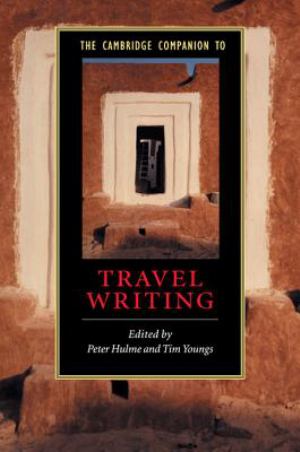 THE CAMBRIDGE COMPANION TO
TRAVEL
WRITING
Edited by
Peter Hulme and Tim Youngs